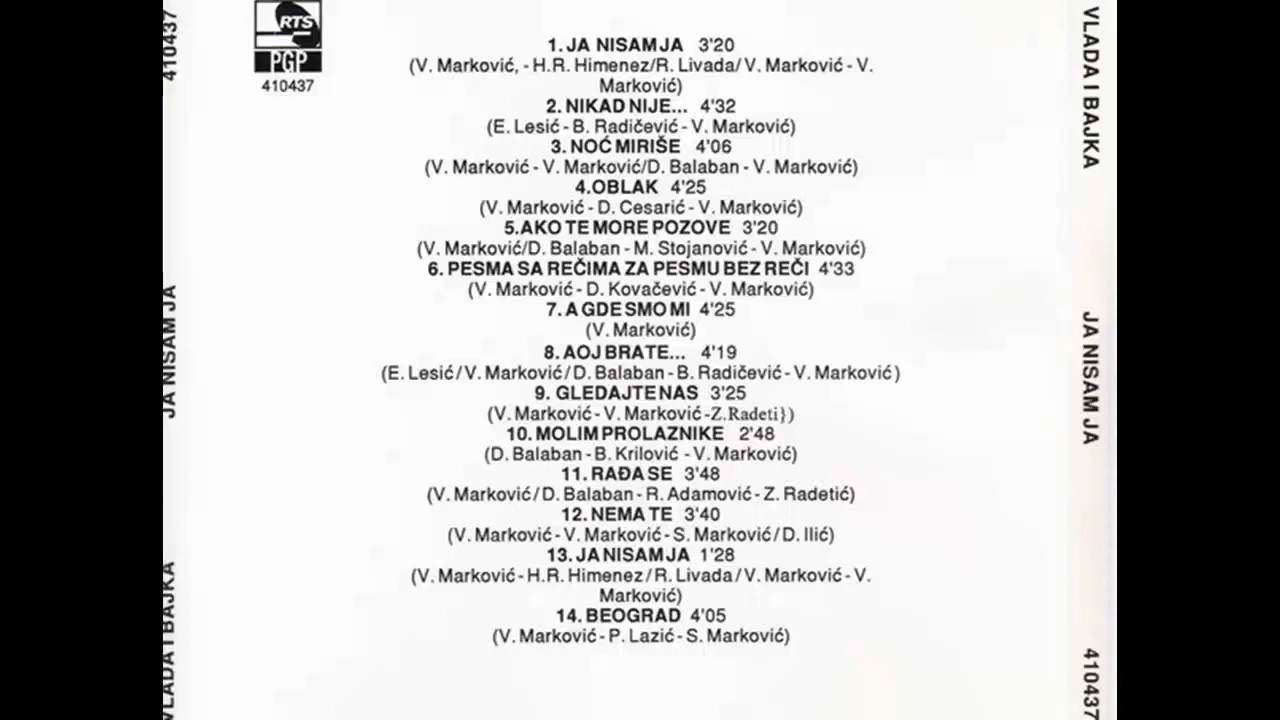 RTS
PGP
410437
1. JA NISAM JA 3'20
(V. Marković, - H.R. Himenez/R. Livada/ V. Marković - V.
Marković)
2. NIKAD NIJE... 4'32
(E. Lesić - B. Radičević - V. Marković)
3. NOĆ MIRIŠE 4'06
(V. Marković - V. Marković/D. Balaban - V. Marković)
4. OBLAK 4'25
(V. Marković - D. Cesarić - V. Marković)
5. AKO TE MORE POZOVE 3'20
(V. Marković/D. Balaban - M. Stojanović - V. Marković)
6. PESMA SA REČIMA ZA PESMU BEZ REČI 4'33
(V. Marković - D. Kovačević - V. Marković)
7. A GDE SMO MI 4'25
(V. Marković)
8. AOJ BRATE... 4'19
(E. Lesić / V. Marković / D. Balaban - B. Radičević - V. Marković)
9. GLEDAJTE NAS 3'25
(V. Marković - V. Marković -Z.Radeti})
10. MOLIM PROLAZNIKE 2'48
(D. Balaban - B. Krilović - V. Marković)
11. RAĐA SE 3'48
(V. Marković / D. Balaban - R. Adamović - Z. Radetić)
12. NEMA TE 3'40
(V. Marković - V. Marković - S. Marković / D. Ilić)
13. JA NISAM JA 1'28
(V. Marković - H.R. Himenez / R. Livada / V. Marković - V.
Marković)
14. BEOGRAD 4'05
(V. Marković - P. Lazić - S. Marković)
VLADA I BAJKA JA NISAM JA 410437
VLADA I BAJKA JA NISAM JA 410437